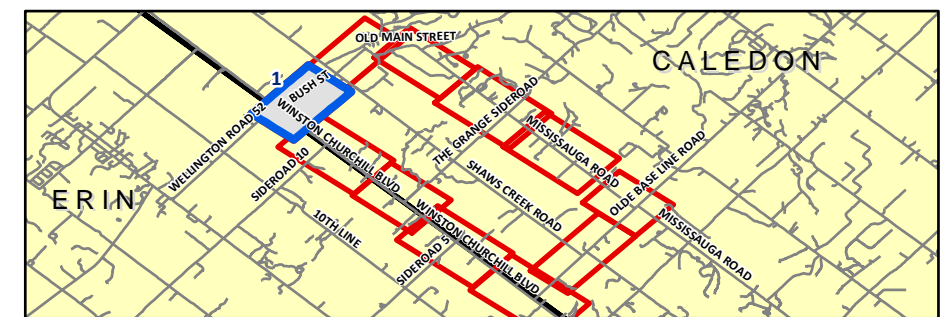 OLD MAIN STREET
CALEDON
1
BUSH ST
WELLINGTON ROAD 52
WINSTON CHURCHILL BLVD
THE GRANGE SIDEROAD
MISSISSAUGA ROAD
SIDEROAD 10
ERIN
SHAWS CREEK ROAD
OLDE BASE LINE ROAD
10TH LINE
WINSTON CHURCHILL BLVD
MISSISSAUGA ROAD
SIDEROAD 5